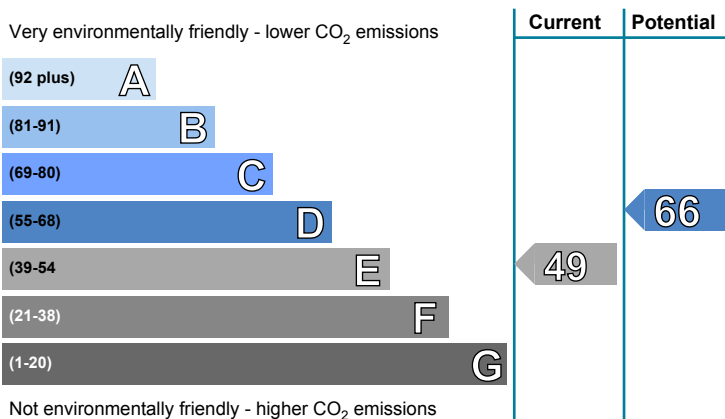 Current Potential
Very environmentally friendly - lower CO2 emissions
(92 plus) A
(81-91) B
(69-80) C
(55-68) D
66
(39-54 E
49
(21-38) F
(1-20) G
Not environmentally friendly - higher CO2 emissions